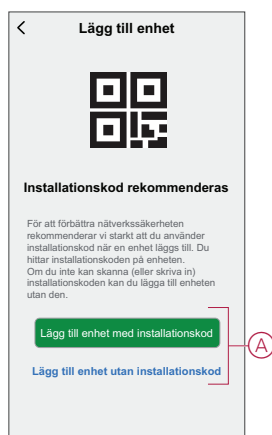 Lägg till enhet
Installationskod rekommenderas
För att förbättra nätverkssäkerheten
rekommenderar vi starkt att du använder
installationskod när en enhet läggs till. Du
hittar installationskoden på enheten.
Om du inte kan skanna (eller skriva in)
installationskoden kan du lägga till enheten
utan den.
Lägg till enhet med installationskod
A
Lägg till enhet utan installationskod